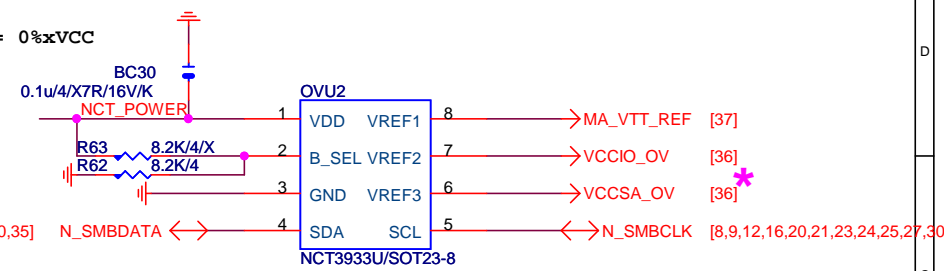 = 0%xVCC
D
BC30
0.1u/4/X7R/16V/K
OVU2
NCT_POWER
1 VDD VREF1 8 MA_VTT_REF [37]
R63 8.2K/4/X 2 B_SEL VREF2 7 VCCIO_OV [36]
R62 8.2K/4
3 GND VREF3 6 VCCSA_OV [36] *
0,35] N_SMBDATA 4 SDA SCL 5 N_SMBCLK [8,9,12,16,20,21,23,24,25,27,30
NCT3933U/SOT23-8